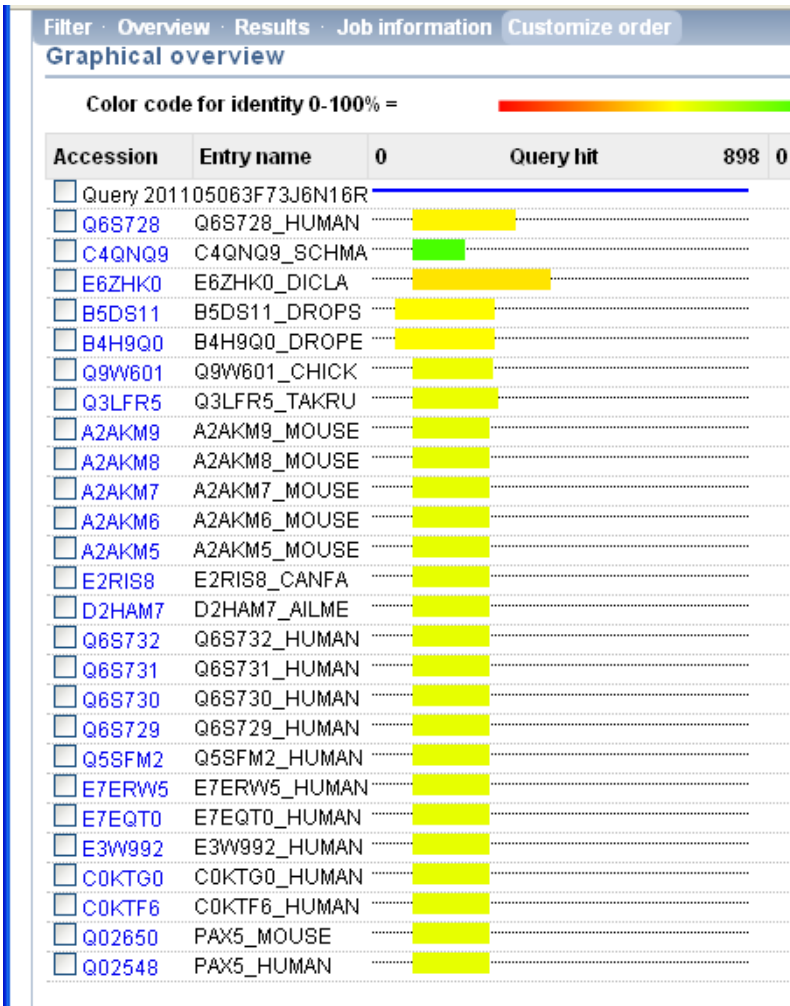 Filter · Overview · Results · Job information Customize order
Graphical overview
Color code for identity 0-100% =
Accession Entry name 0 Query hit 898 0
Query 201105063F73J6N16R
Q6S728 Q6S728_HUMAN
C4QNQ9 C4QNQ9_SCHMA
E6ZHK0 E6ZHK0_DICLA
B5DS11 B5DS11_DROPS
B4H9Q0 B4H9Q0_DROPE
Q9W601 Q9W601_CHICK
Q3LFR5 Q3LFR5_TAKRU
A2AKM9 A2AKM9_MOUSE
A2AKM8 A2AKM8_MOUSE
A2AKM7 A2AKM7_MOUSE
A2AKM6 A2AKM6_MOUSE
A2AKM5 A2AKM5_MOUSE
E2RIS8 E2RIS8_CANFA
D2HAM7 D2HAM7_AILME
Q6S732 Q6S732_HUMAN
Q6S731 Q6S731_HUMAN
Q6S730 Q6S730_HUMAN
Q6S729 Q6S729_HUMAN
Q5SFM2 Q5SFM2_HUMAN
E7ERW5 E7ERW5_HUMAN
E7EQT0 E7EQT0_HUMAN
E3W992 E3W992_HUMAN
C0KTG0 C0KTG0_HUMAN
C0KTF6 C0KTF6_HUMAN
Q02650 PAX5_MOUSE
Q02548 PAX5_HUMAN